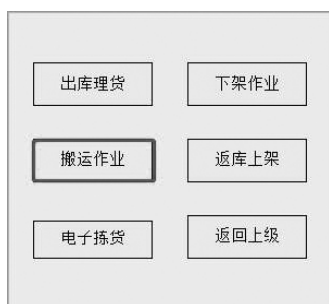 出库理货 下架作业
搬运作业 返库上架
电子拣货 返回上级